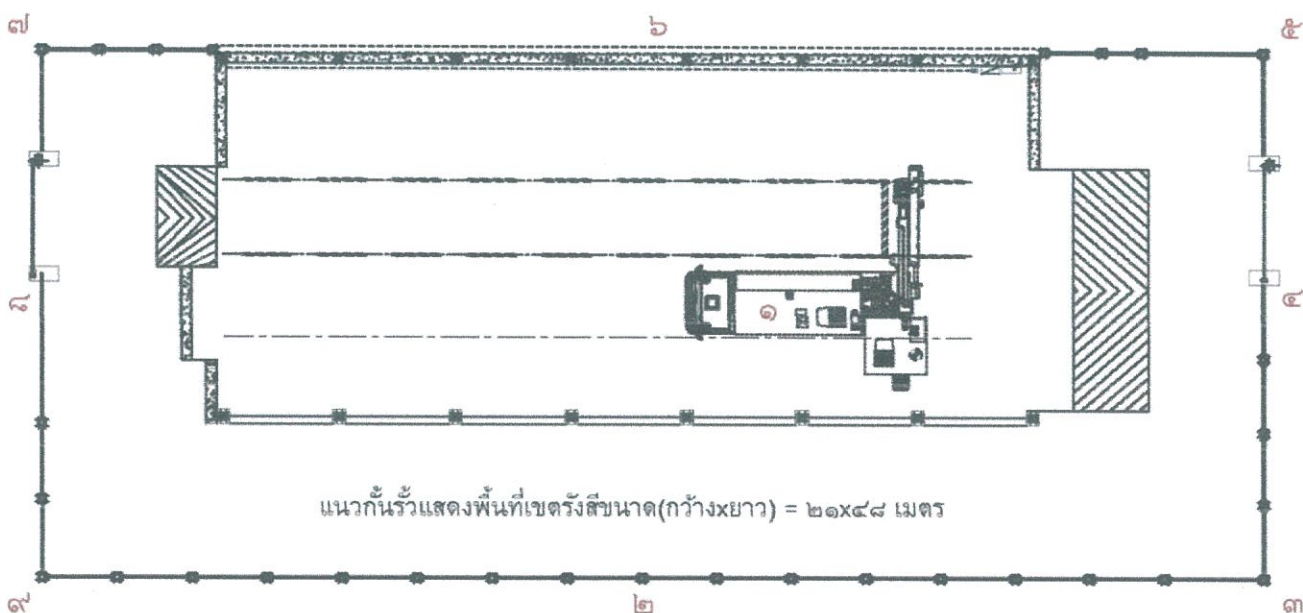 ๗ ๖ ๕
๘ ๑ ๔
แนวกั้นรั้วแสดงพื้นที่เขตรังสีขนาด(กว้างxยาว) = ๒๑x๔๘ เมตร
๙ ๒ ๓